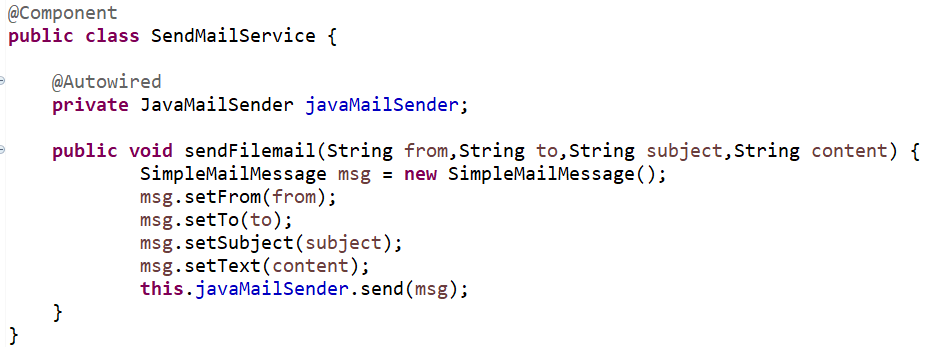 @Component
public class SendMailService {
@Autowired
private JavaMailSender javaMailSender;
public void sendFilemail(String from,String to,String subject,String content) {
SimpleMailMessage msg = new SimpleMailMessage();
msg.setFrom(from);
msg.setTo(to);
msg.setSubject(subject);
msg.setText(content);
this.javaMailSender.send(msg);
}
}